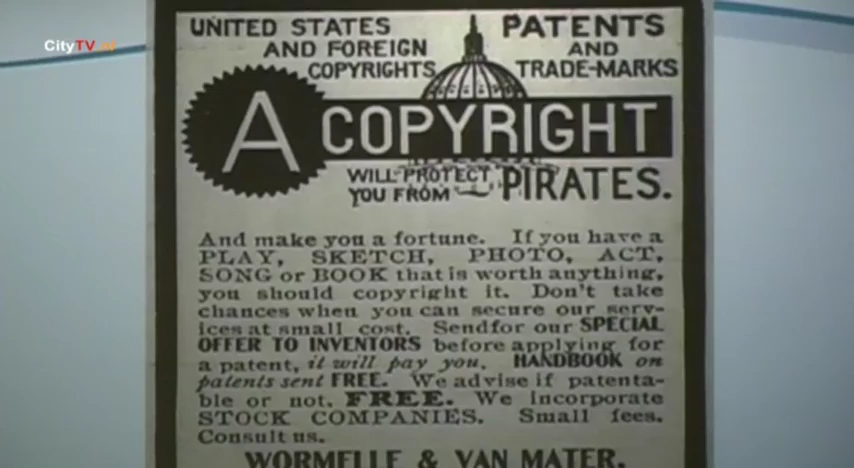 CityTV.nl
UNITED STATES
AND FOREIGN
COPYRIGHTS
PATENTS
AND
TRADE-MARKS
A COPYRIGHT
WILL PROTECT
YOU FROM PIRATES.
And make you a fortune. If you have a
PLAY, SKETCH, PHOTO, ACT,
SONG or BOOK that is worth anything,
you should copyright it. Don't take
chances when you can secure our serv-
ices at small cost. Send for our SPECIAL
OFFER TO INVENTORS before applying for
a patent, it will pay you. HANDBOOK on
patents sent FREE. We advise if patenta-
ble or not. FREE. We incorporate
STOCK COMPANIES. Small fees.
Consult us.
WORMELLE & VAN MATER,